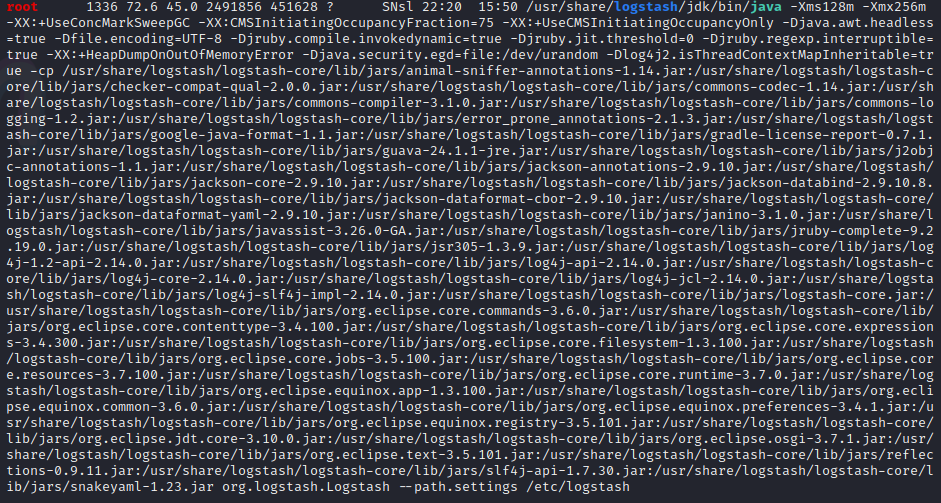 root        1336 72.6 45.0 2491856 451628 ?      SNsl 22:20  15:50 /usr/share/logstash/jdk/bin/java -Xms128m -Xmx256m
-XX:+UseConcMarkSweepGC -XX:CMSInitiatingOccupancyFraction=75 -XX:+UseCMSInitiatingOccupancyOnly -Djava.awt.headless
=true -Dfile.encoding=UTF-8 -Djruby.compile.invokedynamic=true -Djruby.jit.threshold=0 -Djruby.regexp.interruptible=
true -XX:+HeapDumpOnOutOfMemoryError -Djava.security.egd=file:/dev/urandom -Dlog4j2.isThreadContextMapInheritable=tr
ue -cp /usr/share/logstash/logstash-core/lib/jars/animal-sniffer-annotations-1.14.jar:/usr/share/logstash/logstash-c
ore/lib/jars/checker-compat-qual-2.0.0.jar:/usr/share/logstash/logstash-core/lib/jars/commons-codec-1.14.jar:/usr/sh
are/logstash/logstash-core/lib/jars/commons-compiler-3.1.0.jar:/usr/share/logstash/logstash-core/lib/jars/commons-lo
gging-1.2.jar:/usr/share/logstash/logstash-core/lib/jars/error_prone_annotations-2.1.3.jar:/usr/share/logstash/logst
ash-core/lib/jars/google-java-format-1.1.jar:/usr/share/logstash/logstash-core/lib/jars/gradle-license-report-0.7.1.
jar:/usr/share/logstash/logstash-core/lib/jars/guava-24.1.1-jre.jar:/usr/share/logstash/logstash-core/lib/jars/j2obj
c-annotations-1.1.jar:/usr/share/logstash/logstash-core/lib/jars/jackson-annotations-2.9.10.jar:/usr/share/logstash/
logstash-core/lib/jars/jackson-core-2.9.10.jar:/usr/share/logstash/logstash-core/lib/jars/jackson-databind-2.9.10.8.
jar:/usr/share/logstash/logstash-core/lib/jars/jackson-dataformat-cbor-2.9.10.jar:/usr/share/logstash/logstash-core/
lib/jars/jackson-dataformat-yaml-2.9.10.jar:/usr/share/logstash/logstash-core/lib/jars/janino-3.1.0.jar:/usr/share/l
ogstash/logstash-core/lib/jars/javassist-3.26.0-GA.jar:/usr/share/logstash/logstash-core/lib/jars/jruby-complete-9.2
.19.0.jar:/usr/share/logstash/logstash-core/lib/jars/jsr305-1.3.9.jar:/usr/share/logstash/logstash-core/lib/jars/log
4j-1.2-api-2.14.0.jar:/usr/share/logstash/logstash-core/lib/jars/log4j-api-2.14.0.jar:/usr/share/logstash/logstash-c
ore/lib/jars/log4j-core-2.14.0.jar:/usr/share/logstash/logstash-core/lib/jars/log4j-jcl-2.14.0.jar:/usr/share/logsta
sh/logstash-core/lib/jars/log4j-slf4j-impl-2.14.0.jar:/usr/share/logstash/logstash-core/lib/jars/logstash-core.jar:/
usr/share/logstash/logstash-core/lib/jars/org.eclipse.core.commands-3.6.0.jar:/usr/share/logstash/logstash-core/lib/
jars/org.eclipse.core.contenttype-3.4.100.jar:/usr/share/logstash/logstash-core/lib/jars/org.eclipse.core.expression
s-3.4.300.jar:/usr/share/logstash/logstash-core/lib/jars/org.eclipse.core.filesystem-1.3.100.jar:/usr/share/logstash
/logstash-core/lib/jars/org.eclipse.core.jobs-3.5.100.jar:/usr/share/logstash/logstash-core/lib/jars/org.eclipse.cor
e.resources-3.7.100.jar:/usr/share/logstash/logstash-core/lib/jars/org.eclipse.core.runtime-3.7.0.jar:/usr/share/log
stash/logstash-core/lib/jars/org.eclipse.equinox.app-1.3.100.jar:/usr/share/logstash/logstash-core/lib/jars/org.ecli
pse.equinox.common-3.6.0.jar:/usr/share/logstash/logstash-core/lib/jars/org.eclipse.equinox.preferences-3.4.1.jar:/u
sr/share/logstash/logstash-core/lib/jars/org.eclipse.equinox.registry-3.5.101.jar:/usr/share/logstash/logstash-core/
lib/jars/org.eclipse.jdt.core-3.10.0.jar:/usr/share/logstash/logstash-core/lib/jars/org.eclipse.osgi-3.7.1.jar:/usr/
share/logstash/logstash-core/lib/jars/org.eclipse.text-3.5.101.jar:/usr/share/logstash/logstash-core/lib/jars/reflec
tions-0.9.11.jar:/usr/share/logstash/logstash-core/lib/jars/slf4j-api-1.7.30.jar:/usr/share/logstash/logstash-core/l
ib/jars/snakeyaml-1.23.jar org.logstash.Logstash --path.settings /etc/logstash